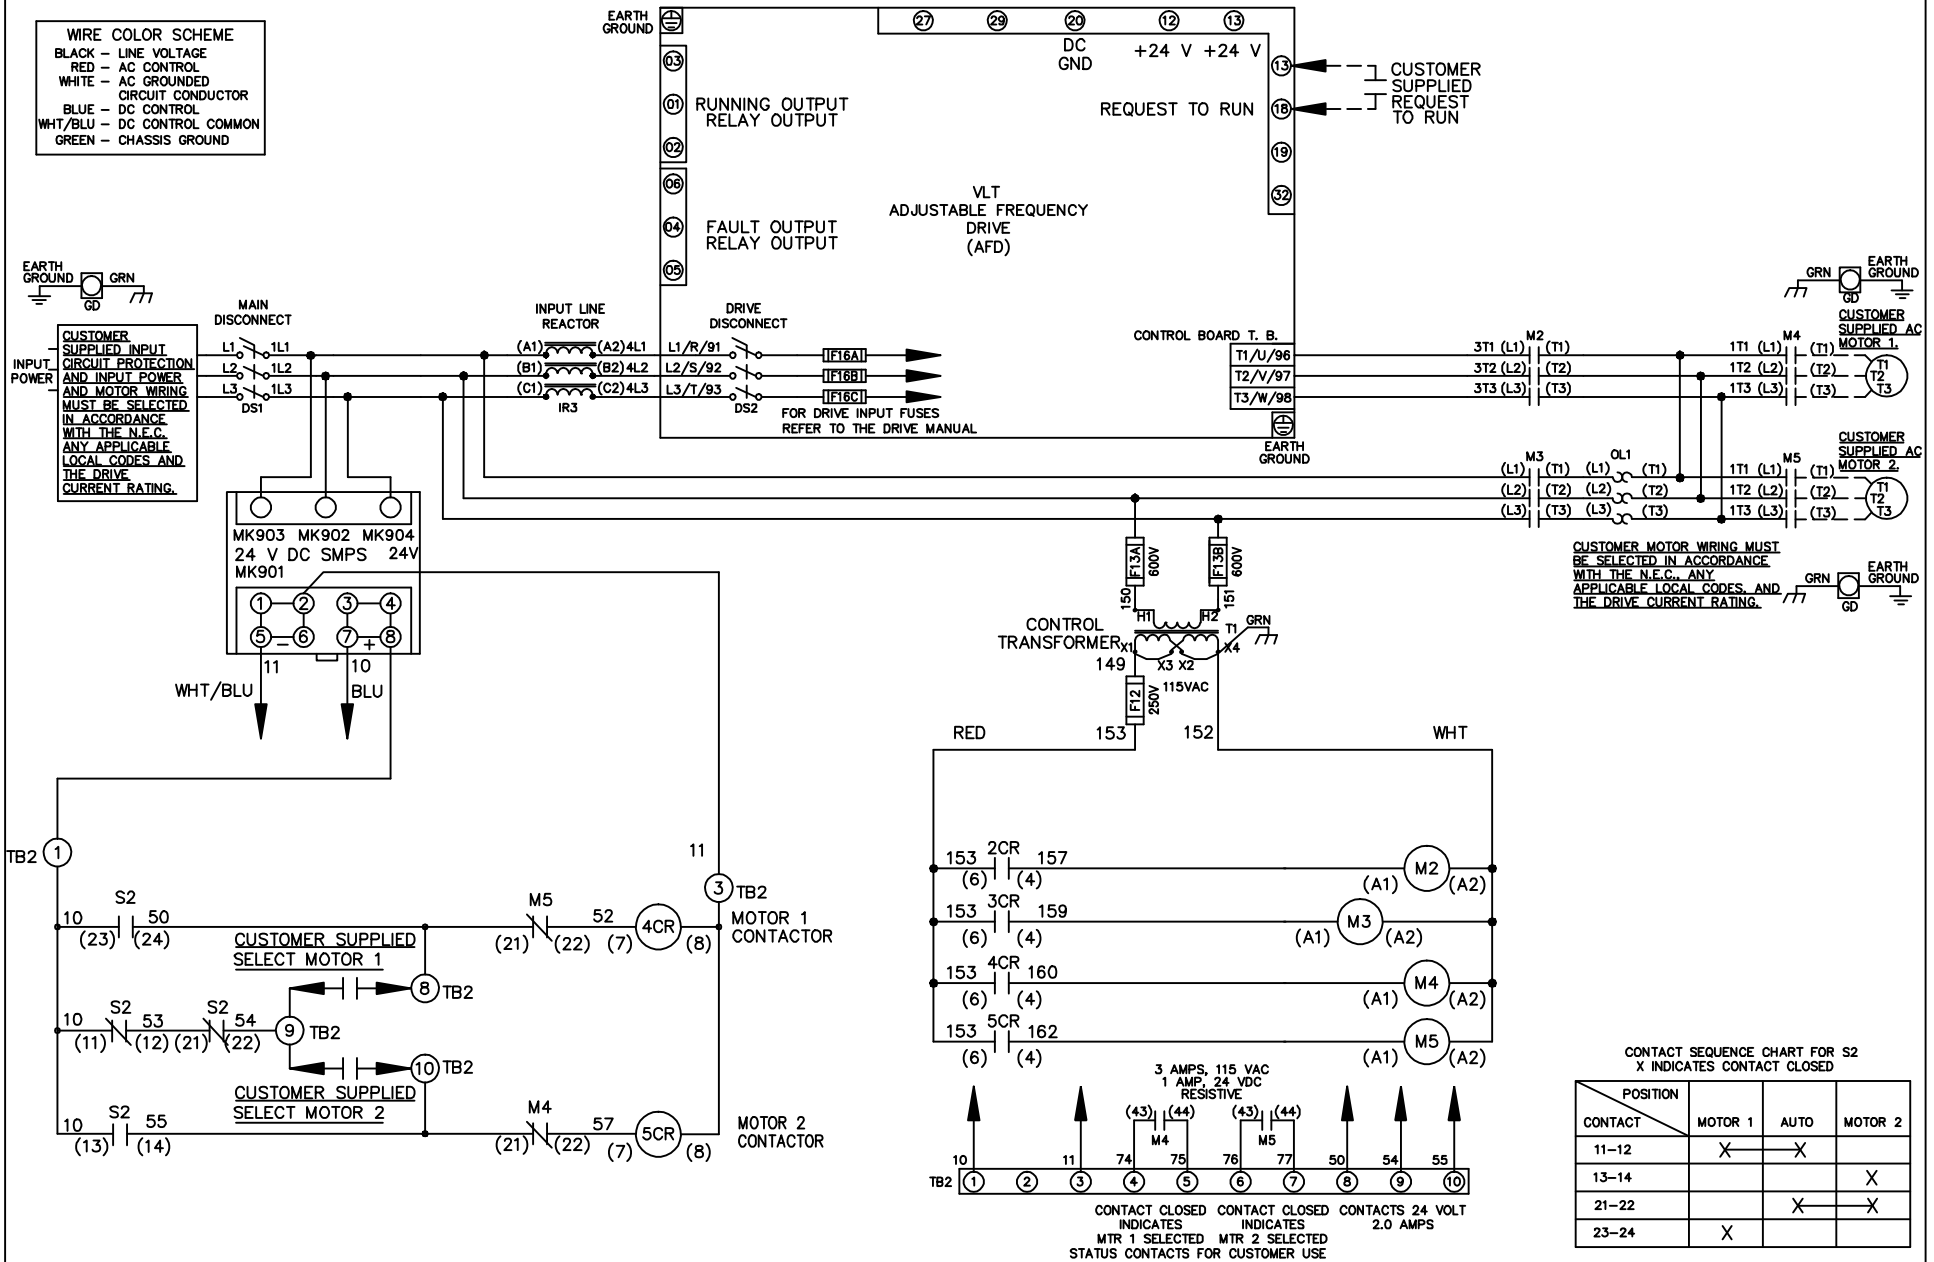 WIRE COLOR SCHEME
BLACK – LINE VOLTAGE
RED – AC CONTROL
WHITE – AC GROUNDED
CIRCUIT CONDUCTOR
BLUE – DC CONTROL
WHT/BLU – DC CONTROL COMMON
GREEN – CHASSIS GROUND
EARTH
GROUND
27 29 20 12 13
DC
GND
+24 V +24 V
03
01
02
RUNNING OUTPUT
RELAY OUTPUT
06
04
05
FAULT OUTPUT
RELAY OUTPUT
VLT
ADJUSTABLE FREQUENCY
DRIVE
(AFD)
REQUEST TO RUN
13
18
19
32
CUSTOMER
SUPPLIED
REQUEST
TO RUN
EARTH
GROUND
GRN
GD
INPUT
POWER
CUSTOMER
SUPPLIED INPUT
CIRCUIT PROTECTION
AND INPUT POWER
AND MOTOR WIRING
MUST BE SELECTED
IN ACCORDANCE
WITH THE N.E.C.
ANY APPLICABLE
LOCAL CODES AND
THE DRIVE
CURRENT RATING.
MAIN
DISCONNECT
L1 1L1
L2 1L2
L3 1L3
DS1
INPUT LINE
REACTOR
(A1) (A2) 4L1
(B1) (B2) 4L2
(C1) (C2) 4L3
IR3
DRIVE
DISCONNECT
L1/R/91
L2/S/92
L3/T/93
DS2
F16A
F16B
F16C
FOR DRIVE INPUT FUSES
REFER TO THE DRIVE MANUAL
CONTROL BOARD T. B.
T1/U/96
T2/V/97
T3/W/98
EARTH
GROUND
M2
3T1 (L1) (T1)
3T2 (L2) (T2)
3T3 (L3) (T3)
M4
1T1 (L1) (T1)
1T2 (L2) (T2)
1T3 (L3) (T3)
GRN
EARTH
GROUND
GD
CUSTOMER
SUPPLIED AC
MOTOR 1.
T1
T2
T3
M3
(L1) (T1)
(L2) (T2)
(L3) (T3)
OL1
(L1) (T1)
(L2) (T2)
(L3) (T3)
M5
1T1 (L1) (T1)
1T2 (L2) (T2)
1T3 (L3) (T3)
CUSTOMER
SUPPLIED AC
MOTOR 2.
T1
T2
T3
CUSTOMER MOTOR WIRING MUST
BE SELECTED IN ACCORDANCE
WITH THE N.E.C., ANY
APPLICABLE LOCAL CODES, AND
THE DRIVE CURRENT RATING.
GRN
EARTH
GROUND
GD
MK903 MK902 MK904
24 V DC SMPS 24V
MK901
1 2 3 4
5 – 6 7 + 8
11
WHT/BLU
10
BLU
F13A
600V
F13B
600V
150
151
H1 H2
CONTROL
TRANSFORMER
T1
GRN
X1 X3 X2 X4
149
115VAC
F12
250V
153
152
RED
WHT
TB2 1
11
3 TB2
S2
10 50
(23) (24)
M5
52
(21) (22) (7) 4CR (8)
MOTOR 1
CONTACTOR
CUSTOMER SUPPLIED
SELECT MOTOR 1
8 TB2
S2 S2
10 53 54
(11) (12) (21) (22)
9 TB2
10 TB2
CUSTOMER SUPPLIED
SELECT MOTOR 2
S2
10 55
(13) (14)
M4
57
(21) (22) (7) 5CR (8)
MOTOR 2
CONTACTOR
2CR
153 157
(6) (4)
(A1) M2 (A2)
3CR
153 159
(6) (4)
(A1) M3 (A2)
4CR
153 160
(6) (4)
(A1) M4 (A2)
5CR
153 162
(6) (4)
(A1) M5 (A2)
3 AMPS, 115 VAC
1 AMP, 24 VDC
RESISTIVE
(43) (44) (43) (44)
M4 M5
10 11 74 75 76 77 50 54 55
TB2 1 2 3 4 5 6 7 8 9 10
CONTACT CLOSED
INDICATES
MTR 1 SELECTED
CONTACT CLOSED
INDICATES
MTR 2 SELECTED
STATUS CONTACTS FOR CUSTOMER USE
CONTACTS 24 VOLT
2.0 AMPS
CONTACT SEQUENCE CHART FOR S2
X INDICATES CONTACT CLOSED
POSITION
CONTACT MOTOR 1 AUTO MOTOR 2
11–12 X X
13–14 X
21–22 X X
23–24 X